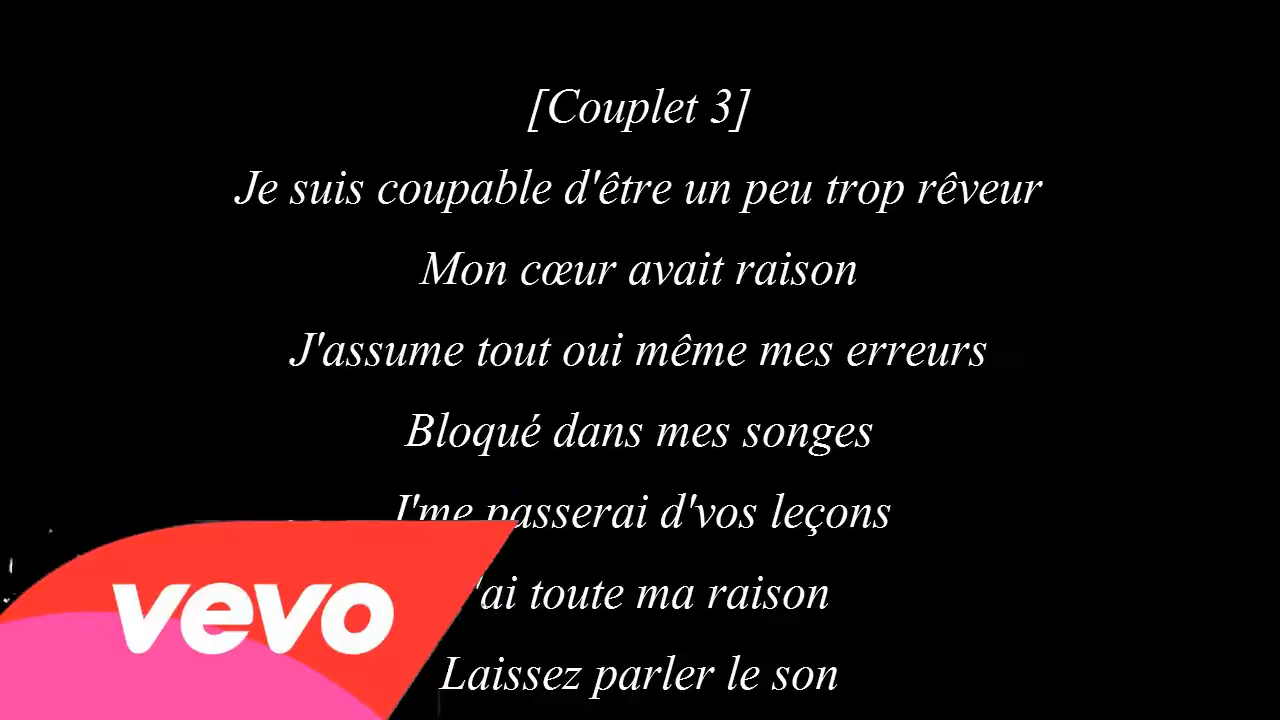 [Couplet 3]
Je suis coupable d'être un peu trop rêveur
Mon cœur avait raison
J'assume tout oui même mes erreurs
Bloqué dans mes songes
J'me passerai d'vos leçons
'ai toute ma raison
Laissez parler le son
vevo